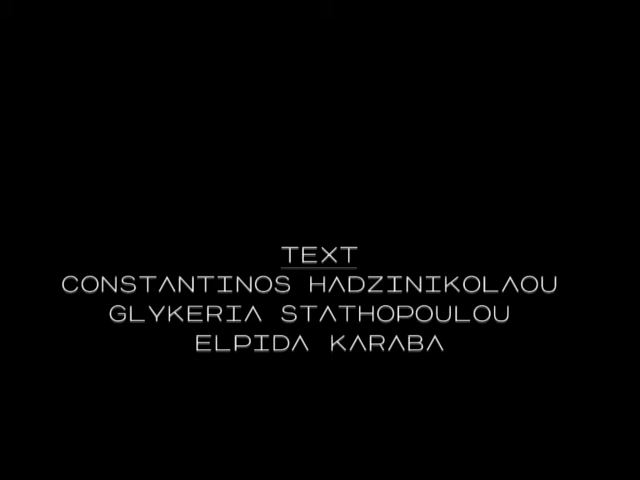 TEXT
CONSTANTINOS HADZINIKOLAOU
GLYKERIA STATHOPOULOU
ELPIDA KARABA